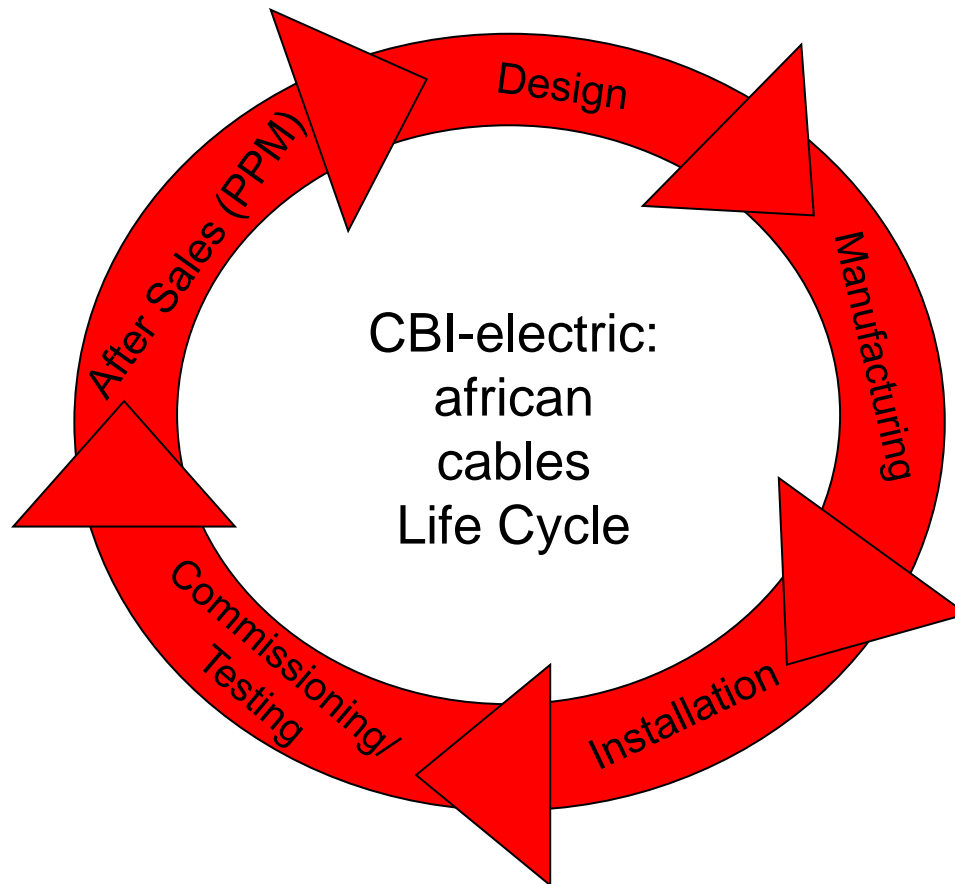 Design
Manufacturing
Installation
Commissioning/
Testing
After Sales (PPM)
CBI-electric:
african
cables
Life Cycle